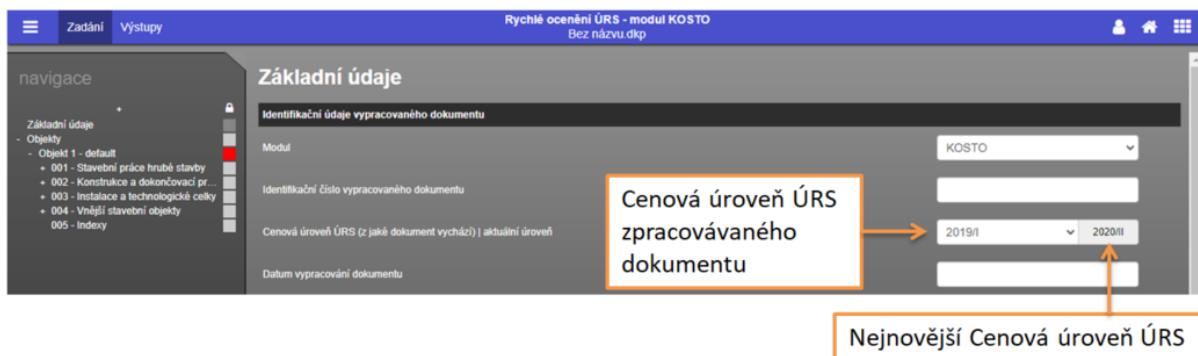 Zadání Výstupy
Rychlé ocenění ÚRS - modul KOSTO
Bez názvu.dkp
navigace
+
Základní údaje
- Objekty
- Objekt 1 - default
+ 001 - Stavební práce hrubé stavby
+ 002 - Konstrukce a dokončovací pr...
+ 003 - Instalace a technologické celky
+ 004 - Vnější stavební objekty
005 - Indexy
Základní údaje
Identifikační údaje vypracovaného dokumentu
Modul
KOSTO
Identifikační číslo vypracovaného dokumentu
Cenová úroveň ÚRS (z jaké dokument vychází) | aktuální úroveň
2019/I
2020/II
Datum vypracování dokumentu
Cenová úroveň ÚRS
zpracovávaného
dokumentu
Nejnovější Cenová úroveň ÚRS